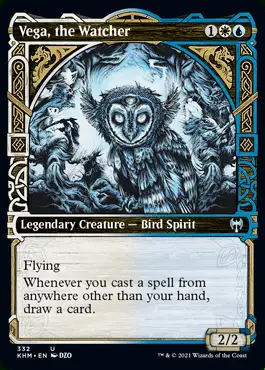 Vega, the Watcher 1
Legendary Creature — Bird Spirit
Flying
Whenever you cast a spell from
anywhere other than your hand,
draw a card.
2/2
332 U
KHM • EN DZO
™ & © 2021 Wizards of the Coast